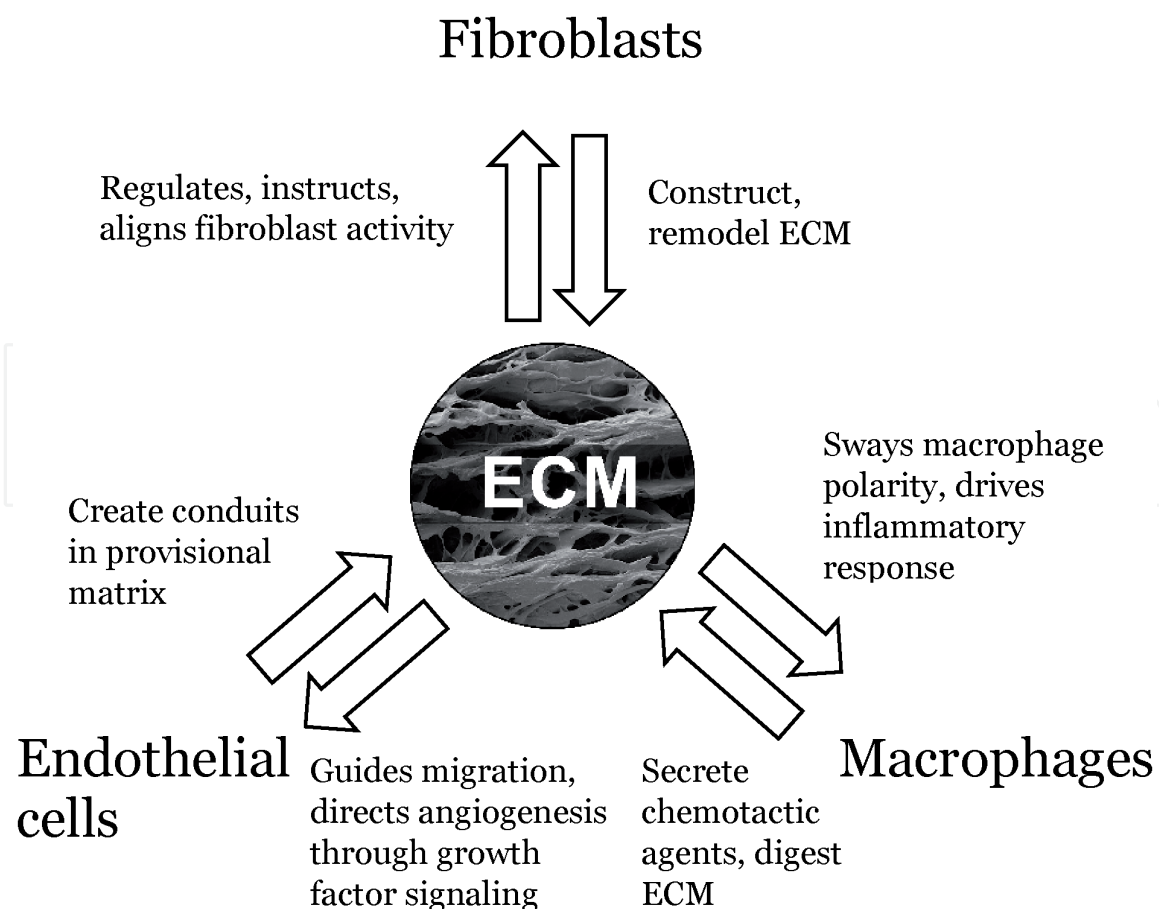 Fibroblasts
Regulates, instructs,
aligns fibroblast activity
Construct,
remodel ECM
ECM
Sways macrophage
polarity, drives
inflammatory
response
Create conduits
in provisional
matrix
Endothelial
cells
Guides migration,
directs angiogenesis
through growth
factor signaling
Secrete
chemotactic
agents, digest
ECM
Macrophages